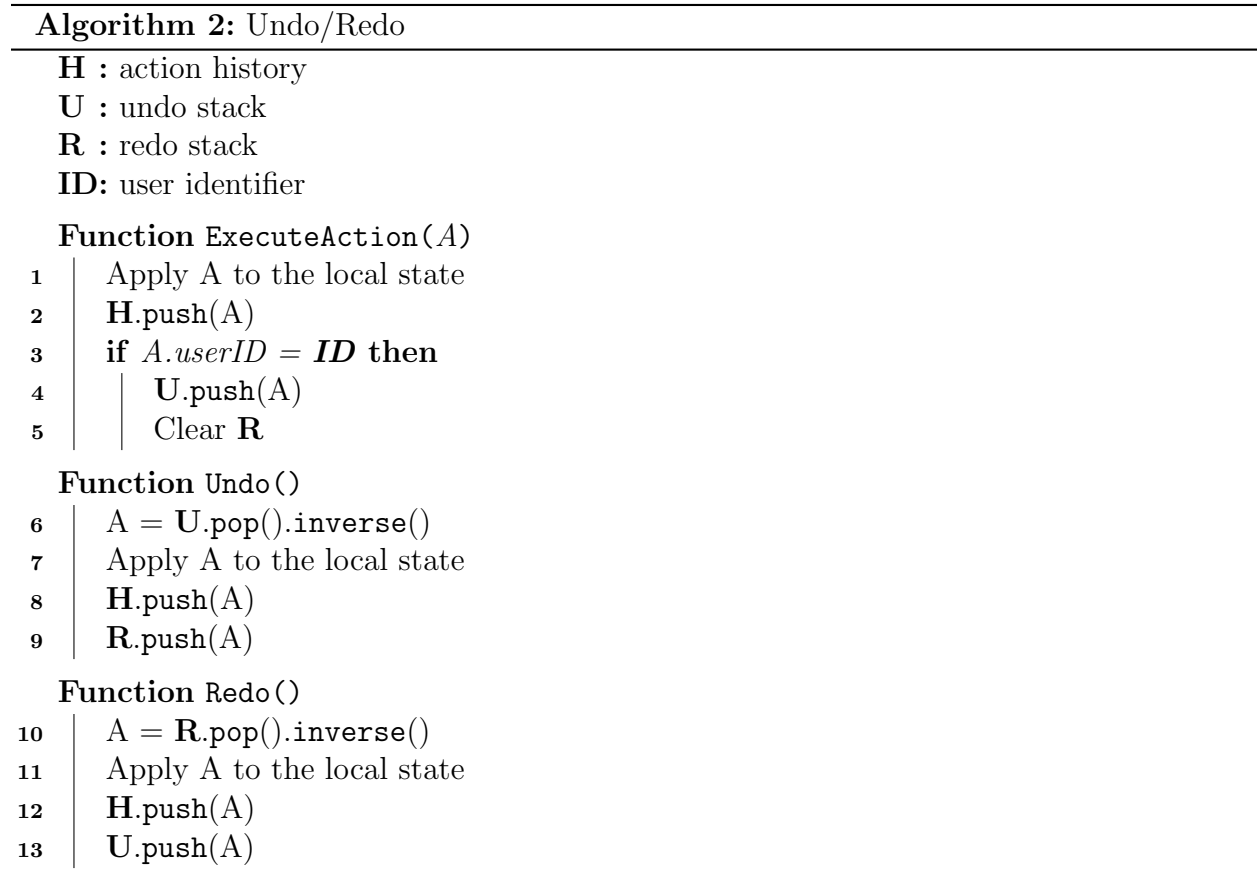 Algorithm 2: Undo/Redo
H : action history
U : undo stack
R : redo stack
ID: user identifier
Function ExecuteAction(A)
1 Apply A to the local state
2 H.push(A)
3 if A.userID = ID then
4 U.push(A)
5 Clear R
Function Undo()
6 A = U.pop().inverse()
7 Apply A to the local state
8 H.push(A)
9 R.push(A)
Function Redo()
10 A = R.pop().inverse()
11 Apply A to the local state
12 H.push(A)
13 U.push(A)